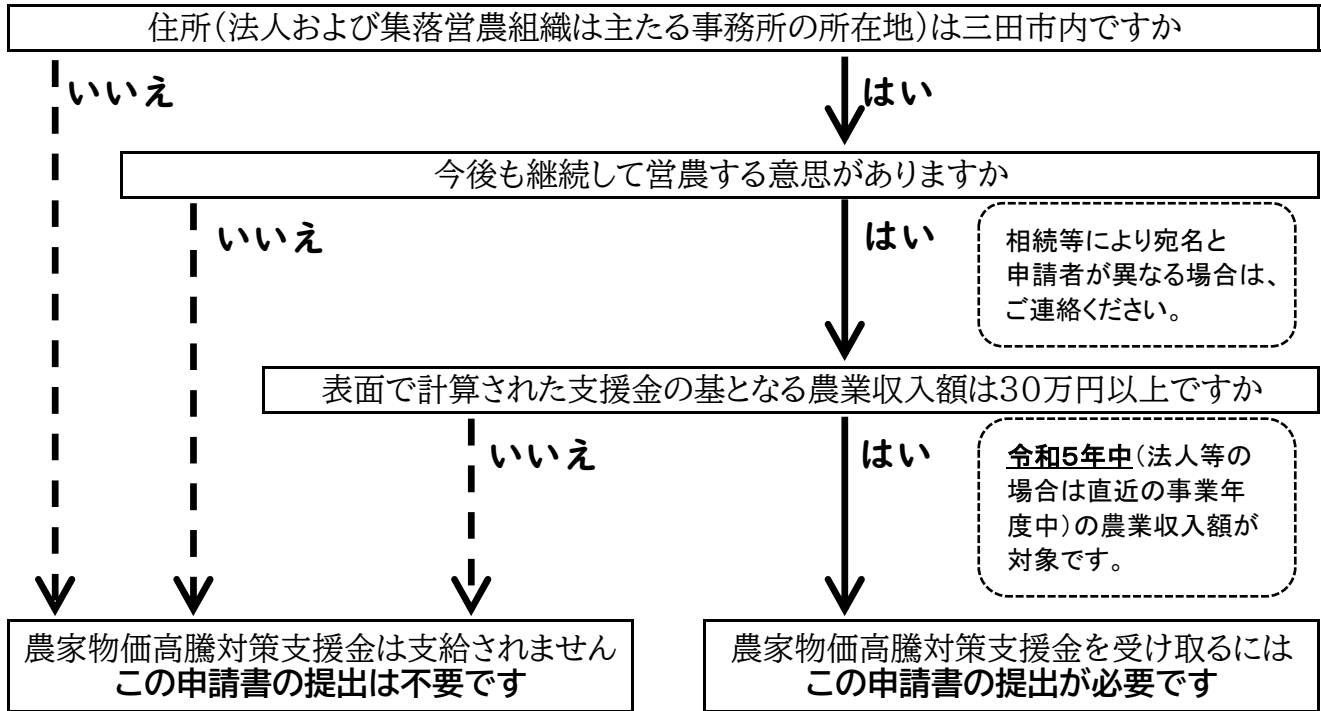 住所(法人および集落営農組織は主たる事務所の所在地)は三田市内ですか
いいえ
はい
今後も継続して営農する意思がありますか
いいえ
はい
相続等により宛名と
申請者が異なる場合は、
ご連絡ください。
表面で計算された支援金の基となる農業収入額は30万円以上ですか
いいえ
はい
令和5年中(法人等の
場合は直近の事業年
度中)の農業収入額が
対象です。
農家物価高騰対策支援金は支給されません
この申請書の提出は不要です
農家物価高騰対策支援金を受け取るには
この申請書の提出が必要です